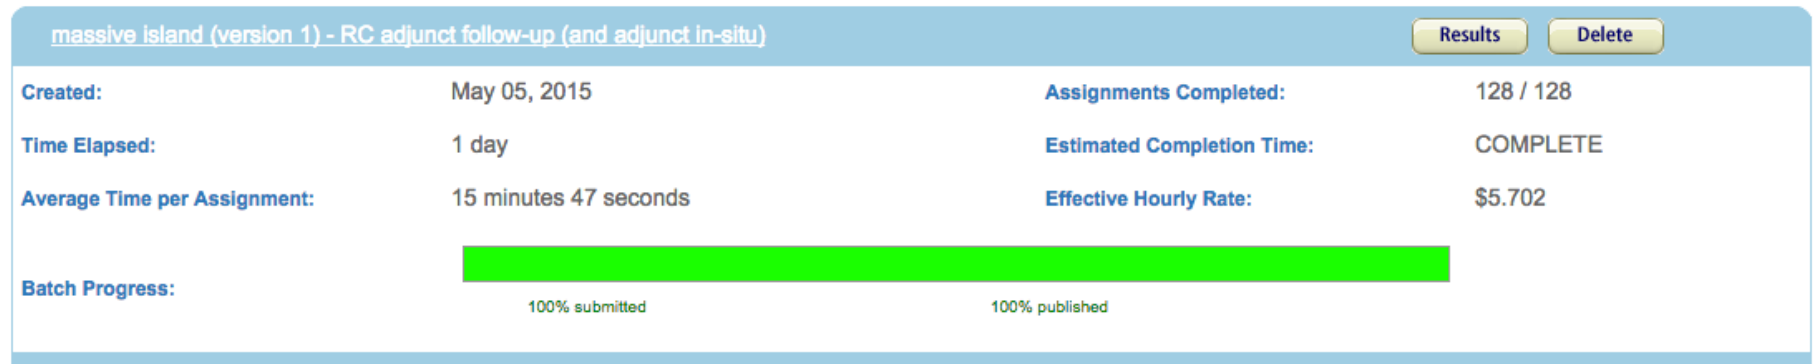 massive island (version 1) - RC adjunct follow-up (and adjunct in-situ) Results Delete
Created: May 05, 2015 Assignments Completed: 128 / 128
Time Elapsed: 1 day Estimated Completion Time: COMPLETE
Average Time per Assignment: 15 minutes 47 seconds Effective Hourly Rate: $5.702
Batch Progress:
100% submitted 100% published